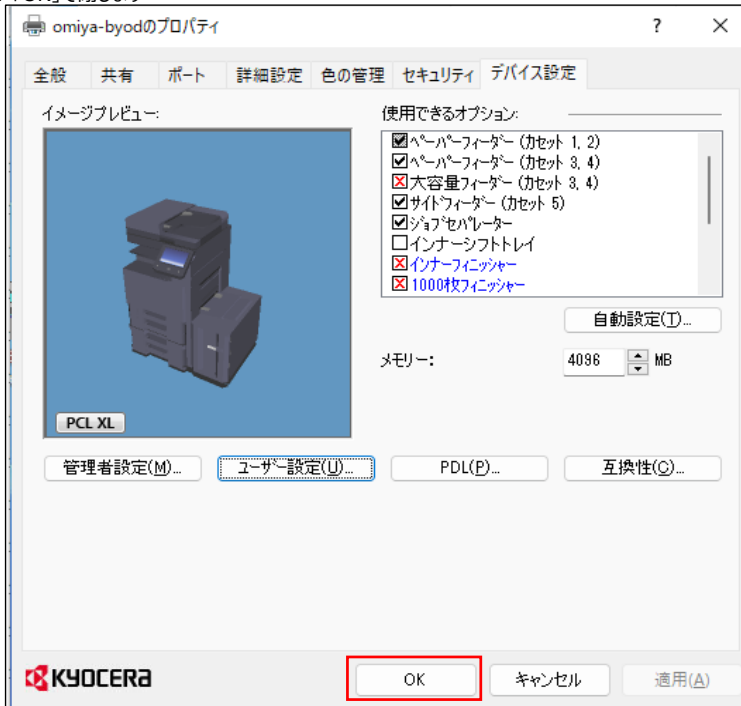 omiya-byodのプロパティ ? ×
全般 共有 ポート 詳細設定 色の管理 セキュリティ デバイス設定
イメージプレビュー:
PCL XL
使用できるオプション:
ペーパーフィーダー (カセット 1, 2)
ペーパーフィーダー (カセット 3, 4)
大容量フィーダー (カセット 3, 4)
サイドフィーダー (カセット 5)
ジョブセパレーター
インナーシフトトレイ
インナーフィニッシャー
1000枚フィニッシャー
自動設定(T)...
メモリー: 4096 MB
管理者設定(M)... ユーザー設定(U)... PDL(P)... 互換性(C)...
KYOCERA
OK キャンセル 適用(A)